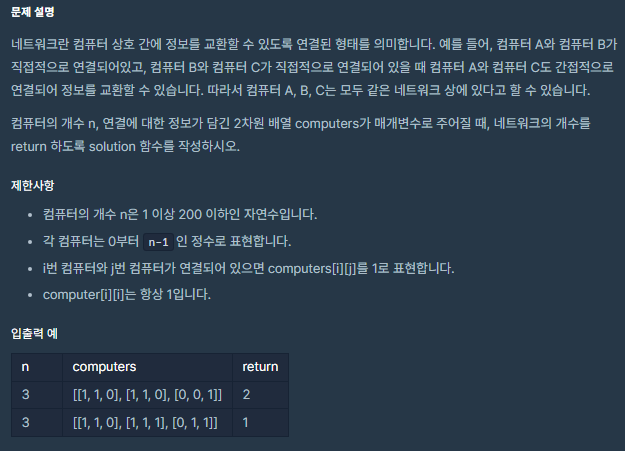 문제 설명
네트워크란 컴퓨터 상호 간에 정보를 교환할 수 있도록 연결된 형태를 의미합니다. 예를 들어, 컴퓨터 A와 컴퓨터 B가
직접적으로 연결되어있고, 컴퓨터 B와 컴퓨터 C가 직접적으로 연결되어 있을 때 컴퓨터 A와 컴퓨터 C도 간접적으로
연결되어 정보를 교환할 수 있습니다. 따라서 컴퓨터 A, B, C는 모두 같은 네트워크 상에 있다고 할 수 있습니다.
컴퓨터의 개수 n, 연결에 대한 정보가 담긴 2차원 배열 computers가 매개변수로 주어질 때, 네트워크의 개수를
return 하도록 solution 함수를 작성하시오.
제한사항
• 컴퓨터의 개수 n은 1 이상 200 이하인 자연수입니다.
• 각 컴퓨터는 0부터 n-1 인 정수로 표현합니다.
• i번 컴퓨터와 j번 컴퓨터가 연결되어 있으면 computers[i][j]를 1로 표현합니다.
• computer[i][i]는 항상 1입니다.
입출력 예
n computers return
3 [[1, 1, 0], [1, 1, 0], [0, 0, 1]] 2
3 [[1, 1, 0], [1, 1, 1], [0, 1, 1]] 1